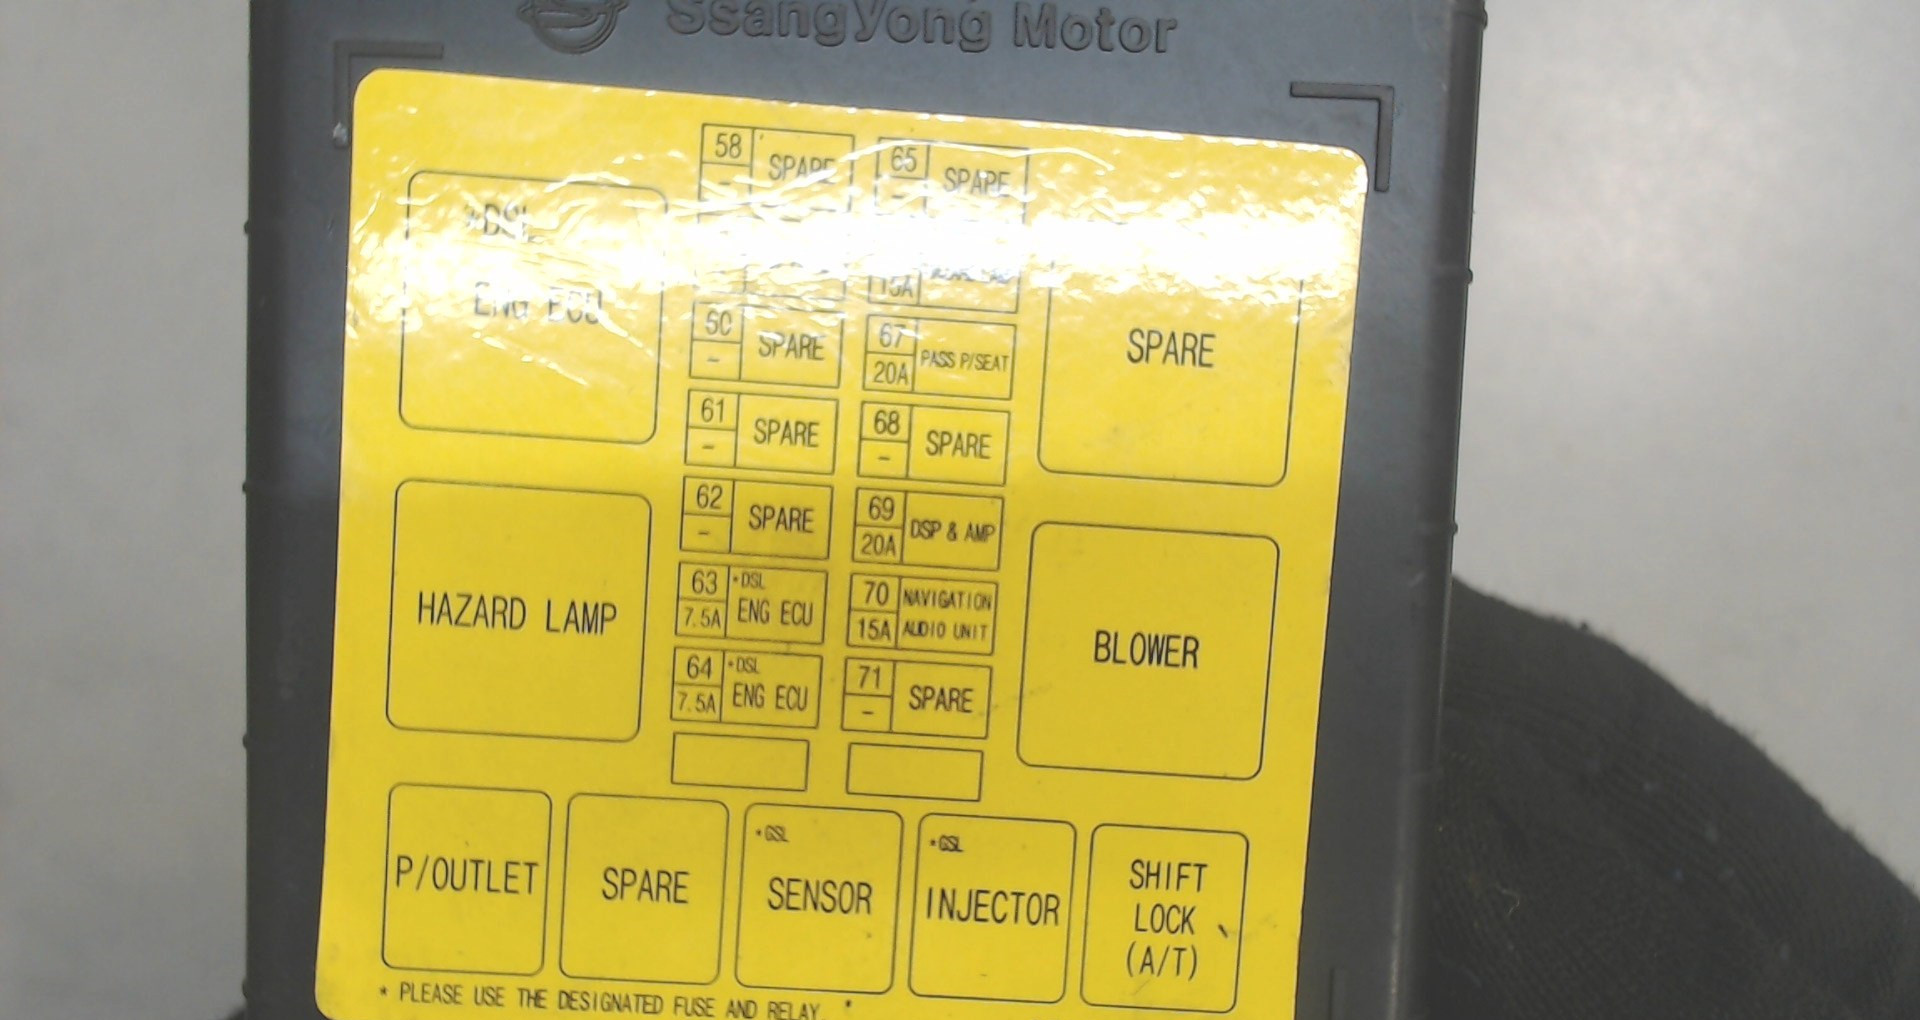 SsangYong Motor
*DSL
ENG ECU
58
-
SPARE
65
-
SPARE
15A
SPARE
60
-
SPARE
67
20A
PASS P/SEAT
61
-
SPARE
68
-
SPARE
62
-
SPARE
69
20A
DSP & AMP
63
7.5A
*DSL
ENG ECU
70
15A
NAVIGATION
AUDIO UNIT
64
7.5A
*DSL
ENG ECU
71
-
SPARE
HAZARD LAMP
BLOWER
P/OUTLET
SPARE
*GSL
SENSOR
*GSL
INJECTOR
SHIFT
LOCK
(A/T)
* PLEASE USE THE DESIGNATED FUSE AND RELAY. *